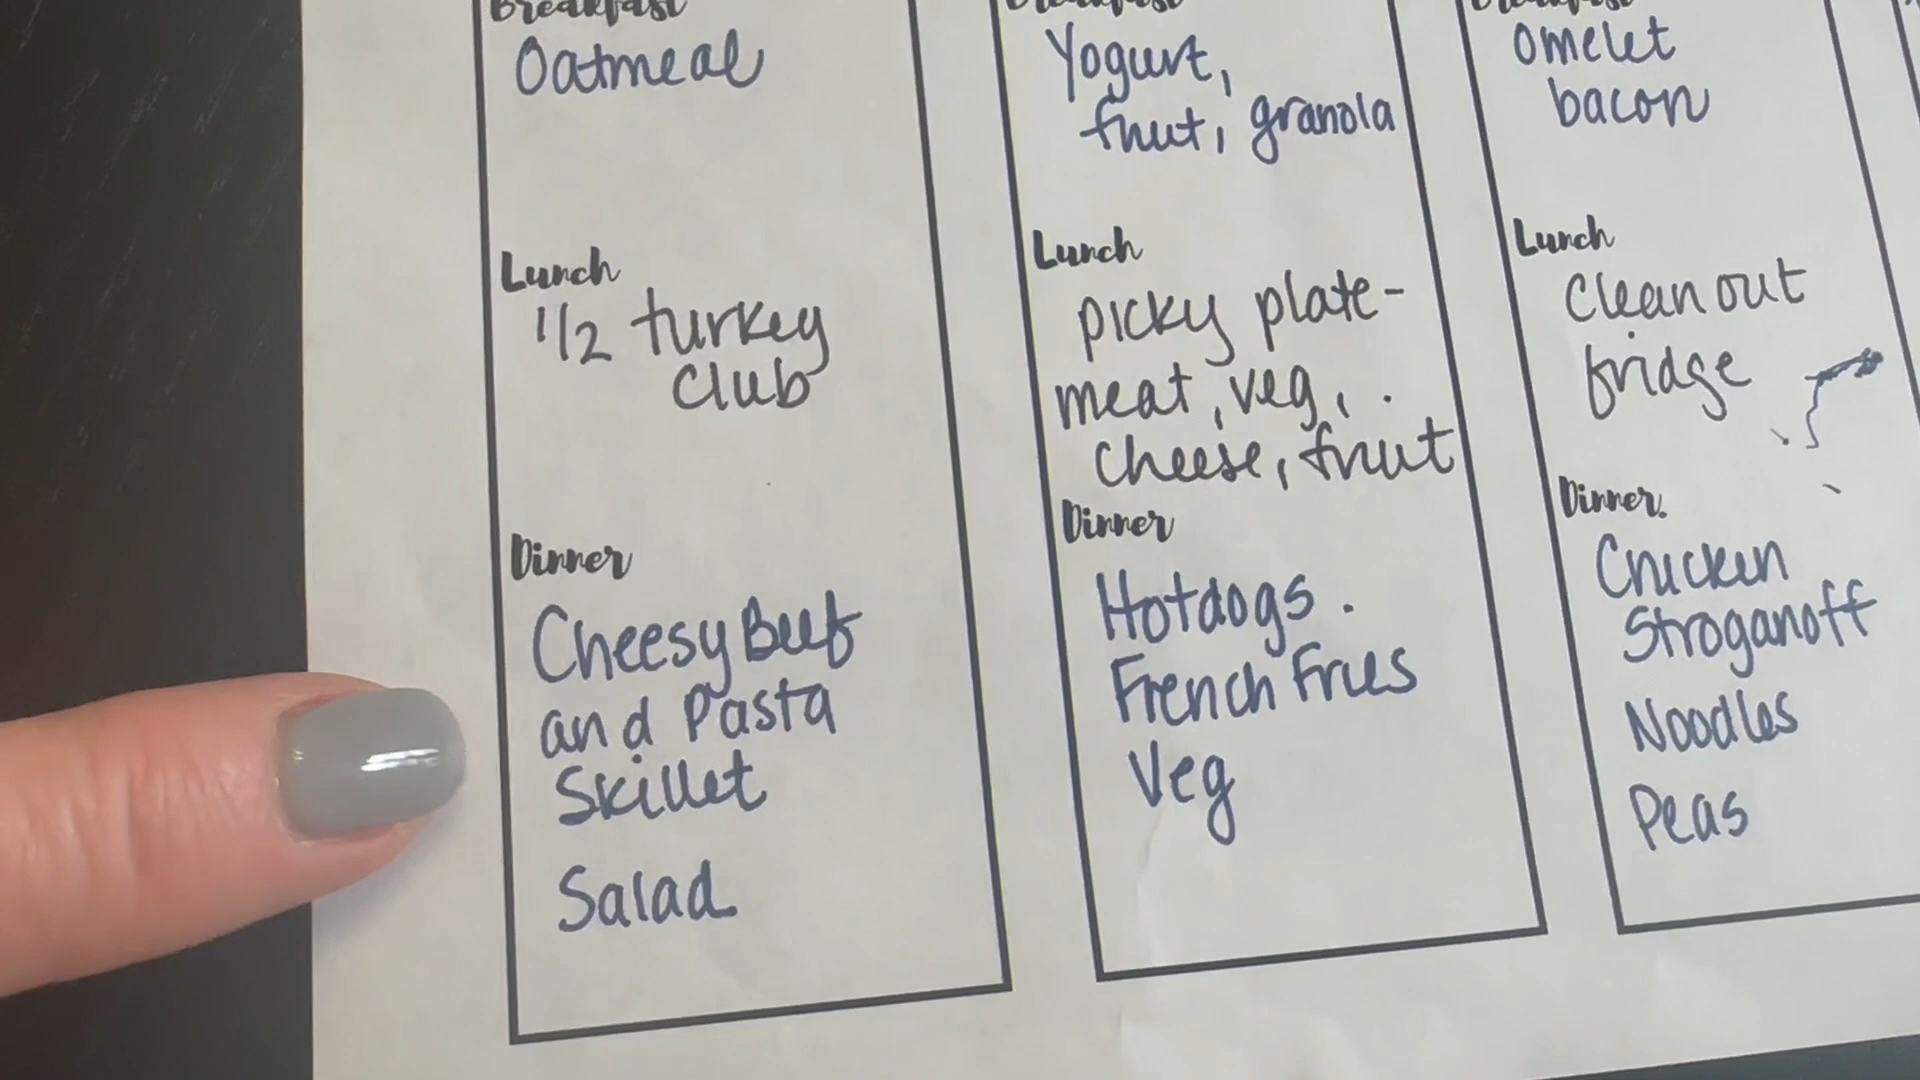 Breakfast
Oatmeal
Lunch
1/2 turkey
club
Dinner
Cheesy Beef
and Pasta
Skillet
Salad
Breakfast
Yogurt,
fruit, granola
Lunch
picky plate-
meat, veg,
cheese, fruit
Dinner
Hotdogs
French Fries
Veg
Breakfast
Omelet
bacon
Lunch
Clean out
fridge
Dinner
Chicken
Stroganoff
Noodles
Peas